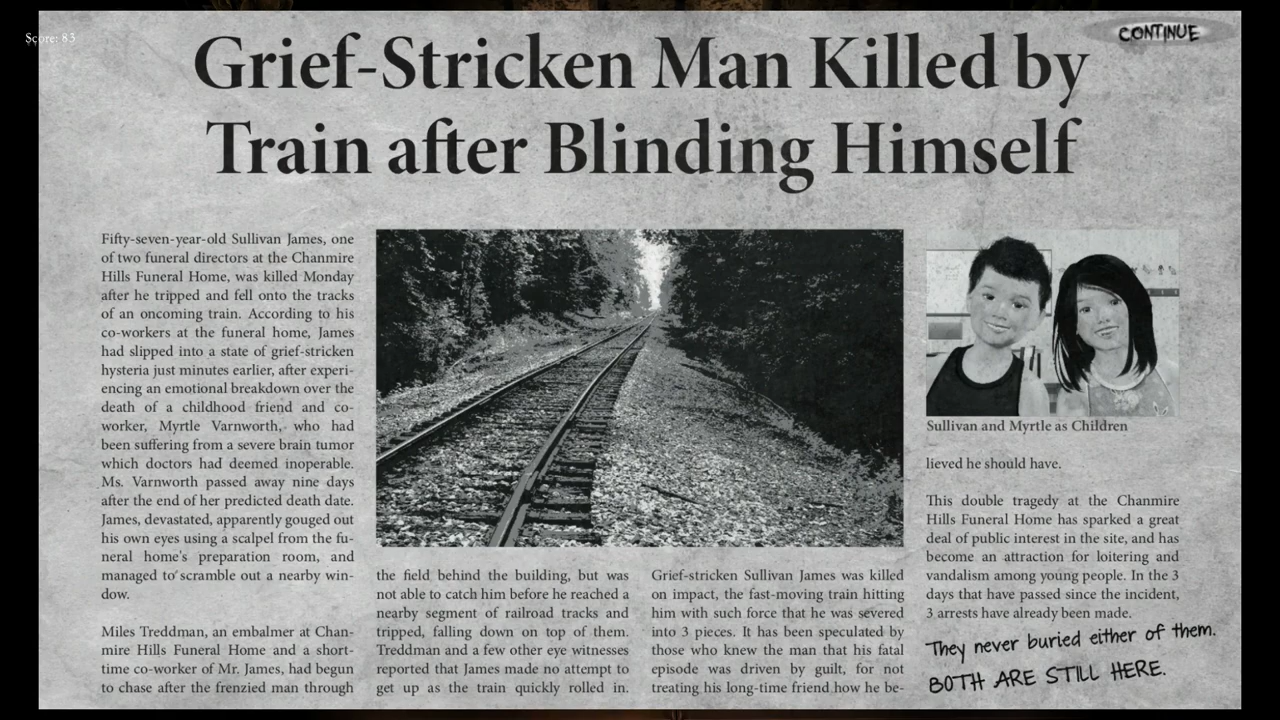 Score: 83
CONTINUE
Grief-Stricken Man Killed by
Train after Blinding Himself
Fifty-seven-year-old Sullivan James, one
of two funeral directors at the Chanmire
Hills Funeral Home, was killed Monday
after he tripped and fell onto the tracks
of an oncoming train. According to his
co-workers at the funeral home, James
had slipped into a state of grief-stricken
hysteria just minutes earlier, after experi-
encing an emotional breakdown over the
death of a childhood friend and co-
worker, Myrtle Varnworth, who had
been suffering from a severe brain tumor
which doctors had deemed inoperable.
Ms. Varnworth passed away nine days
after the end of her predicted death date.
James, devastated, apparently gouged out
his own eyes using a scalpel from the fu-
neral home's preparation room, and
managed to scramble out a nearby win-
dow.
Miles Treddman, an embalmer at Chan-
mire Hills Funeral Home and a short-
time co-worker of Mr. James, had begun
to chase after the frenzied man through
the field behind the building, but was
not able to catch him before he reached a
nearby segment of railroad tracks and
tripped, falling down on top of them.
Treddman and a few other eye witnesses
reported that James made no attempt to
get up as the train quickly rolled in.
Grief-stricken Sullivan James was killed
on impact, the fast-moving train hitting
him with such force that he was severed
into 3 pieces. It has been speculated by
those who knew the man that his fatal
episode was driven by guilt, for not
treating his long-time friend how he be-
Sullivan and Myrtle as Children
lieved he should have.
This double tragedy at the Chanmire
Hills Funeral Home has sparked a great
deal of public interest in the site, and has
become an attraction for loitering and
vandalism among young people. In the 3
days that have passed since the incident,
3 arrests have already been made.
They never buried either of them.
BOTH ARE STILL HERE.